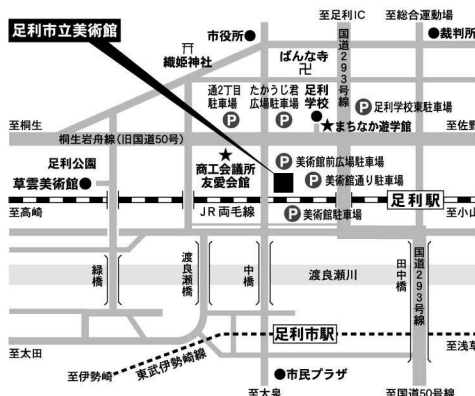 足利市立美術館
市役所
至足利IC
至総合運動場
裁判所
織姫神社
ばんな寺
国道293号線
通2丁目
駐車場
たかうじ君
広場駐車場
足利
学校
P 足利学校東駐車場
P
P
至桐生
★まちなか遊学館
至佐野
桐生岩舟線(旧国道50号)
足利公園
草雲美術館
★
商工会議所
友愛会館
P 美術館前広場駐車場
P 美術館通り駐車場
足利駅
至高崎
JR両毛線
P 美術館駐車場
至小山
緑橋
渡良瀬橋
中橋
渡良瀬川
田中橋
国道293号線
足利市駅
至太田
至伊勢崎
東武伊勢崎線
至浅草
市民プラザ
至大泉
至国道50号線